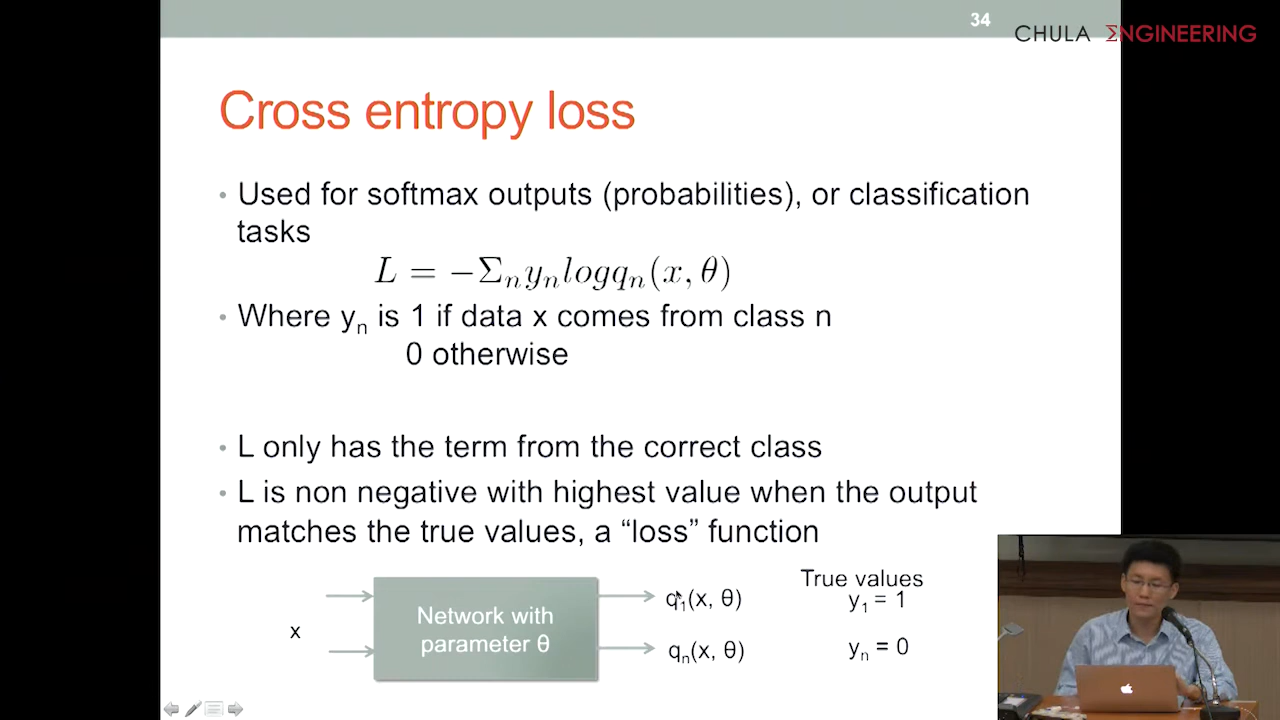 34
CHULA ΣNGINEERING
Cross entropy loss
• Used for softmax outputs (probabilities), or classification
tasks
L = −Σₙyₙlogqₙ(x, θ)
• Where yₙ is 1 if data x comes from class n
0 otherwise
• L only has the term from the correct class
• L is non negative with highest value when the output
matches the true values, a “loss” function
x
Network with
parameter θ
q₁(x, θ)
qₙ(x, θ)
True values
y₁ = 1
yₙ = 0